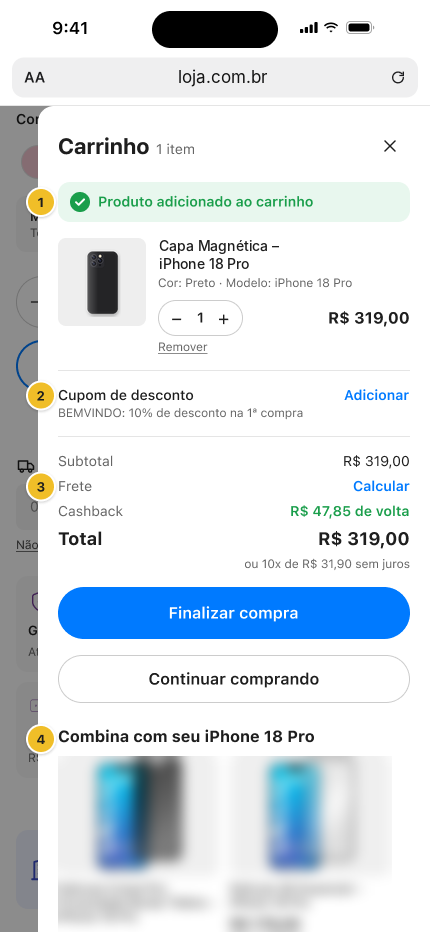 9:41
AA
loja.com.br
Car
Carrinho 1 item
1
Produto adicionado ao carrinho
Capa Magnética –
iPhone 18 Pro
Cor: Preto · Modelo: iPhone 18 Pro
− 1 +
R$ 319,00
Remover
2
Cupom de desconto
Adicionar
BEMVINDO: 10% de desconto na 1ª compra
Subtotal
R$ 319,00
3
Frete
Calcular
Cashback
R$ 47,85 de volta
Não
Total
R$ 319,00
ou 10x de R$ 31,90 sem juros
Finalizar compra
Continuar comprando
4
Combina com seu iPhone 18 Pro